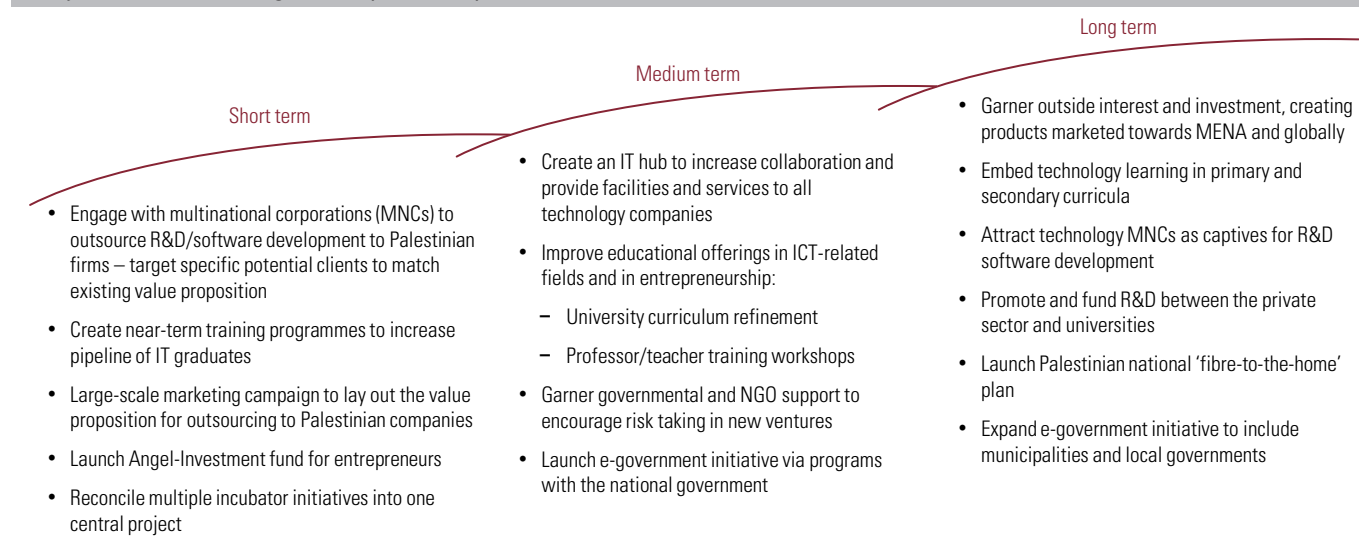 Short term
• Engage with multinational corporations (MNCs) to
outsource R&D/software development to Palestinian
firms – target specific potential clients to match
existing value proposition
• Create near-term training programmes to increase
pipeline of IT graduates
• Large-scale marketing campaign to lay out the value
proposition for outsourcing to Palestinian companies
• Launch Angel-Investment fund for entrepreneurs
• Reconcile multiple incubator initiatives into one
central project
Medium term
• Create an IT hub to increase collaboration and
provide facilities and services to all
technology companies
• Improve educational offerings in ICT-related
fields and in entrepreneurship:
– University curriculum refinement
– Professor/teacher training workshops
• Garner governmental and NGO support to
encourage risk taking in new ventures
• Launch e-government initiative via programs
with the national government
Long term
• Garner outside interest and investment, creating
products marketed towards MENA and globally
• Embed technology learning in primary and
secondary curricula
• Attract technology MNCs as captives for R&D
software development
• Promote and fund R&D between the private
sector and universities
• Launch Palestinian national ‘fibre-to-the-home’
plan
• Expand e-government initiative to include
municipalities and local governments